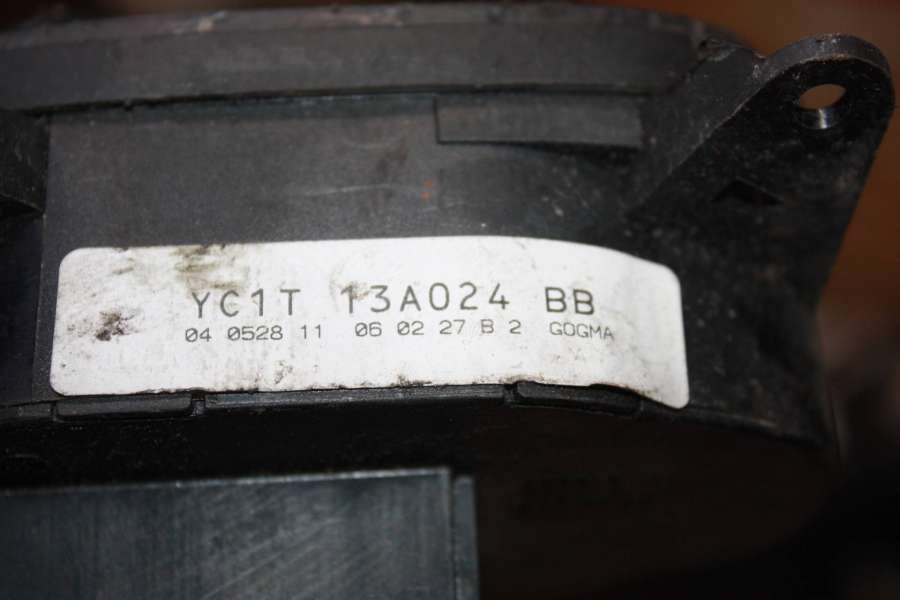 YC1T 13A024 BB
04 0528 11 06 02 27 B 2 GOGMA